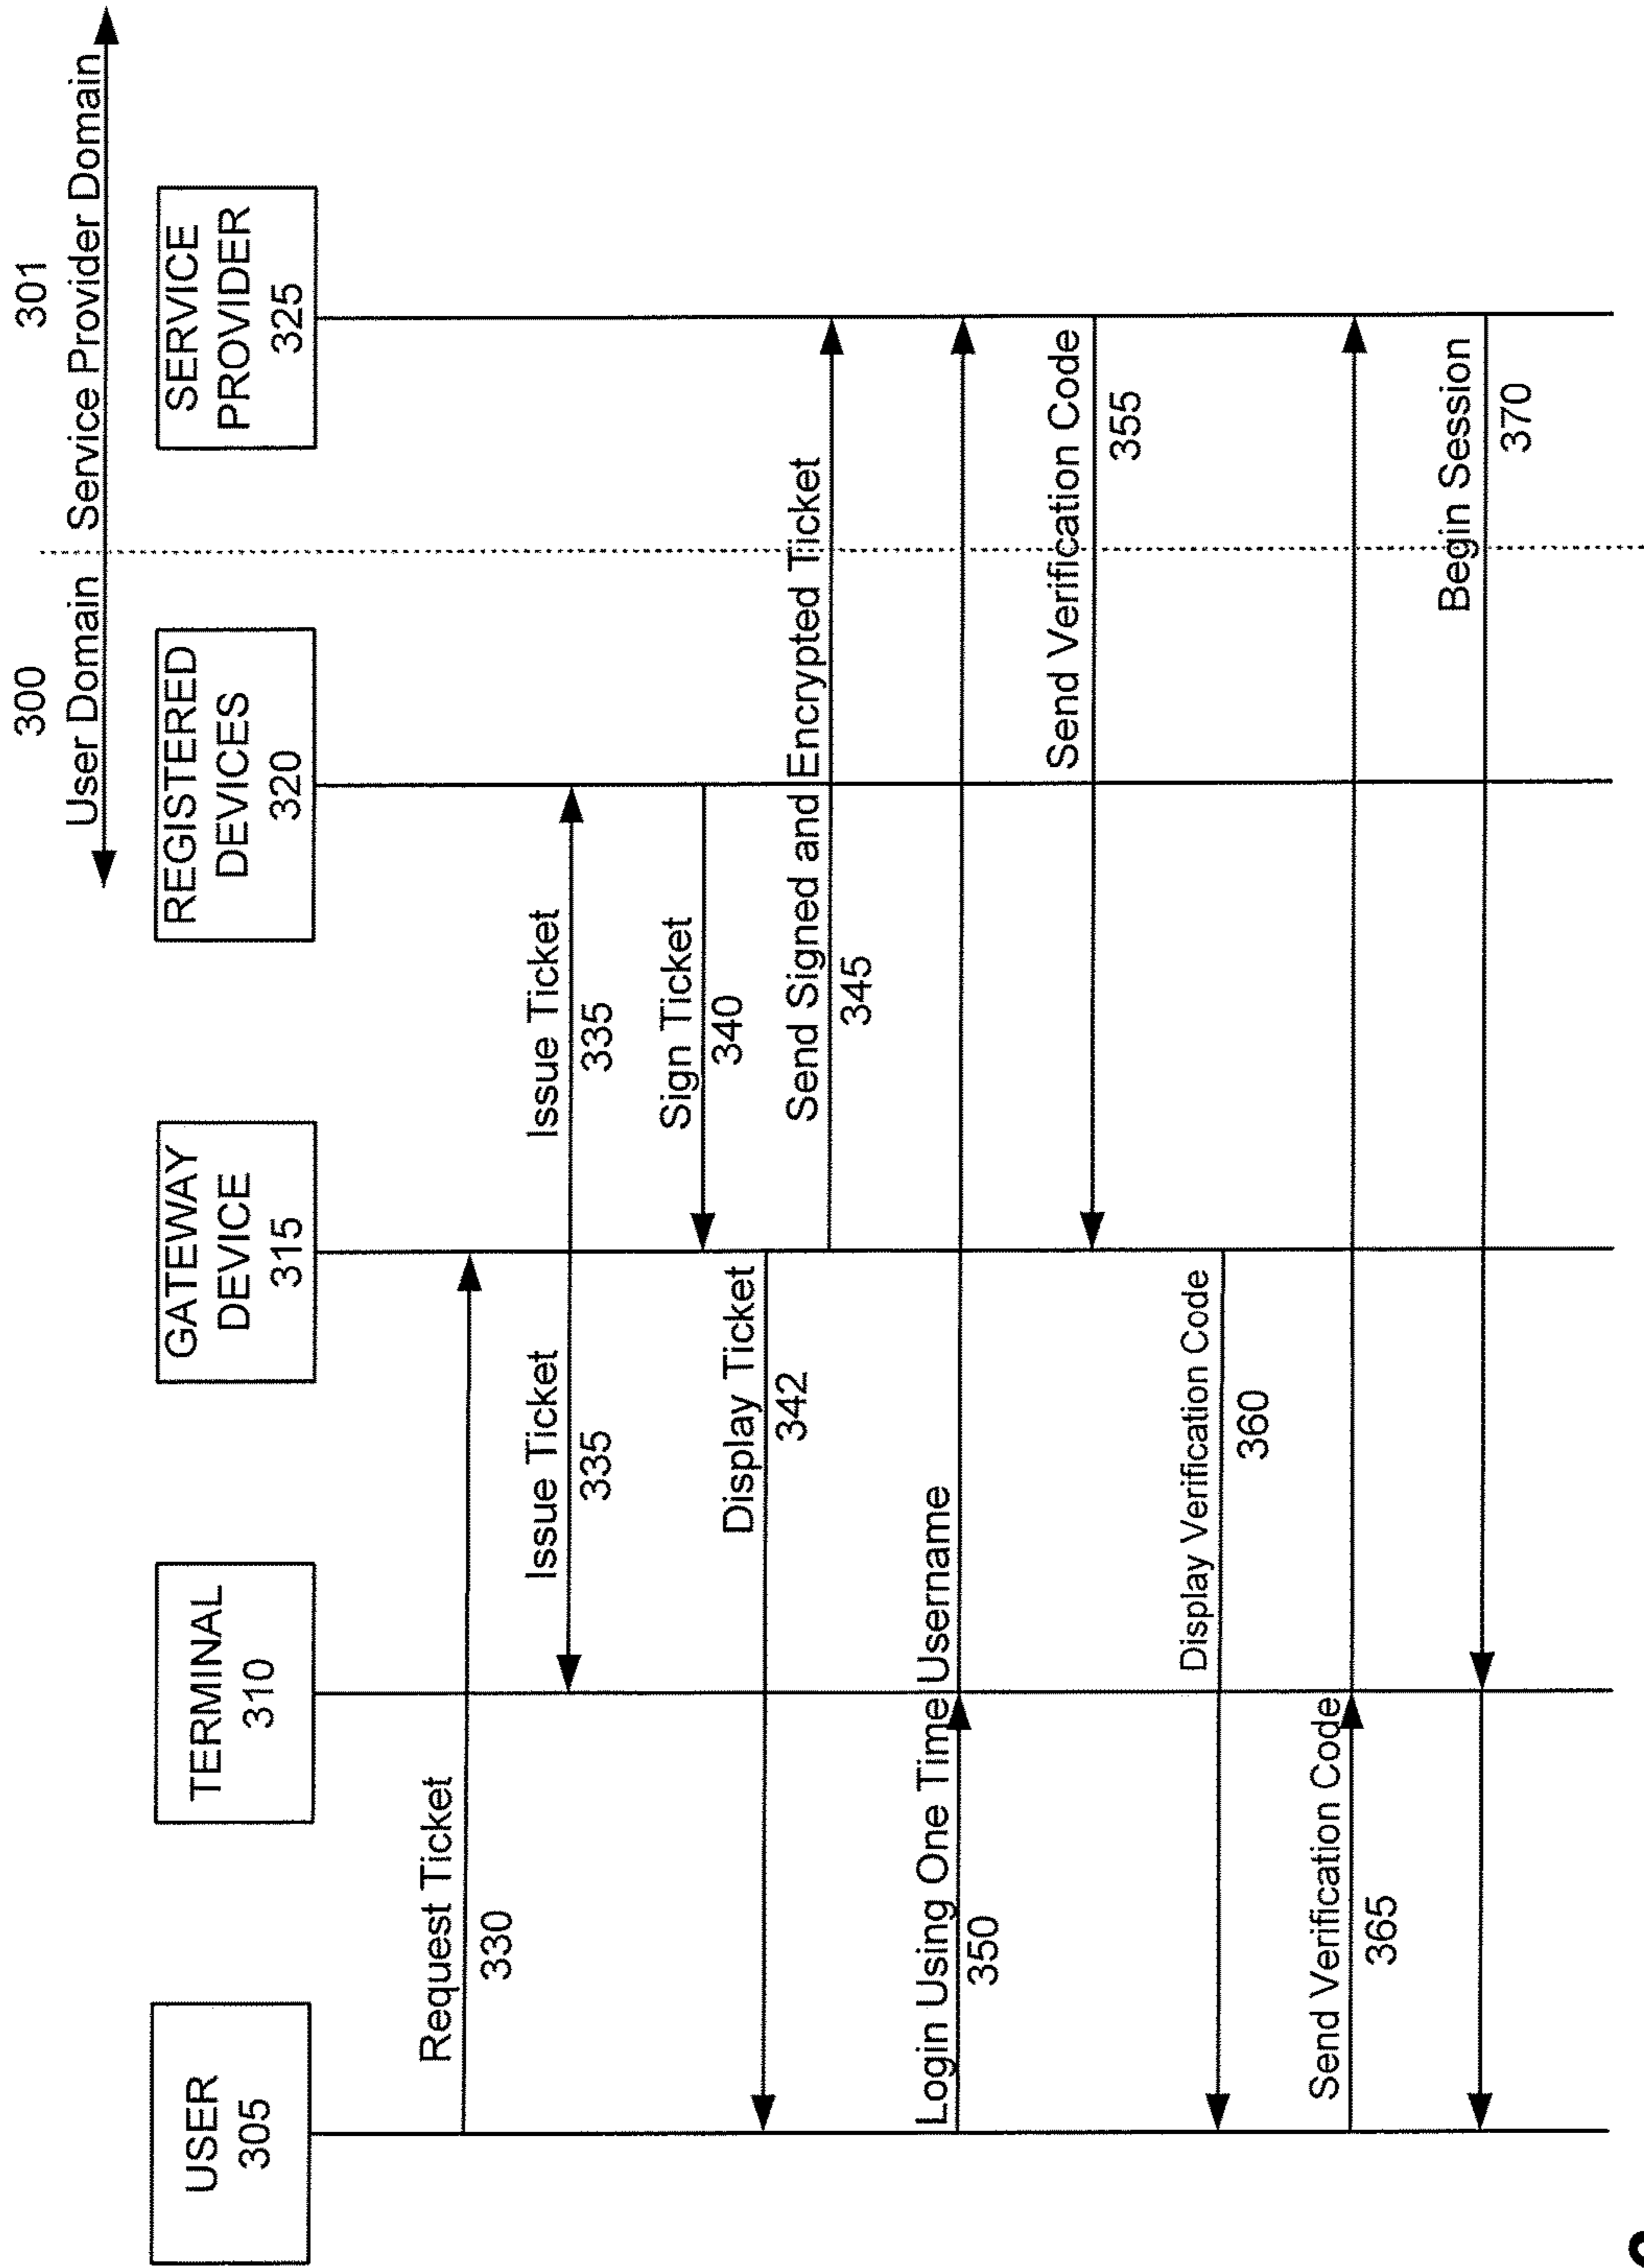 300
301
User Domain
Service Provider Domain
USER
305
TERMINAL
310
GATEWAY
DEVICE
315
REGISTERED
DEVICES
320
SERVICE
PROVIDER
325
Request Ticket
330
Issue Ticket
335
Issue Ticket
335
Sign Ticket
340
Display Ticket
342
Send Signed and Encrypted Ticket
345
Login Using One Time Username
350
Send Verification Code
355
Display Verification Code
360
Send Verification Code
365
Begin Session
370